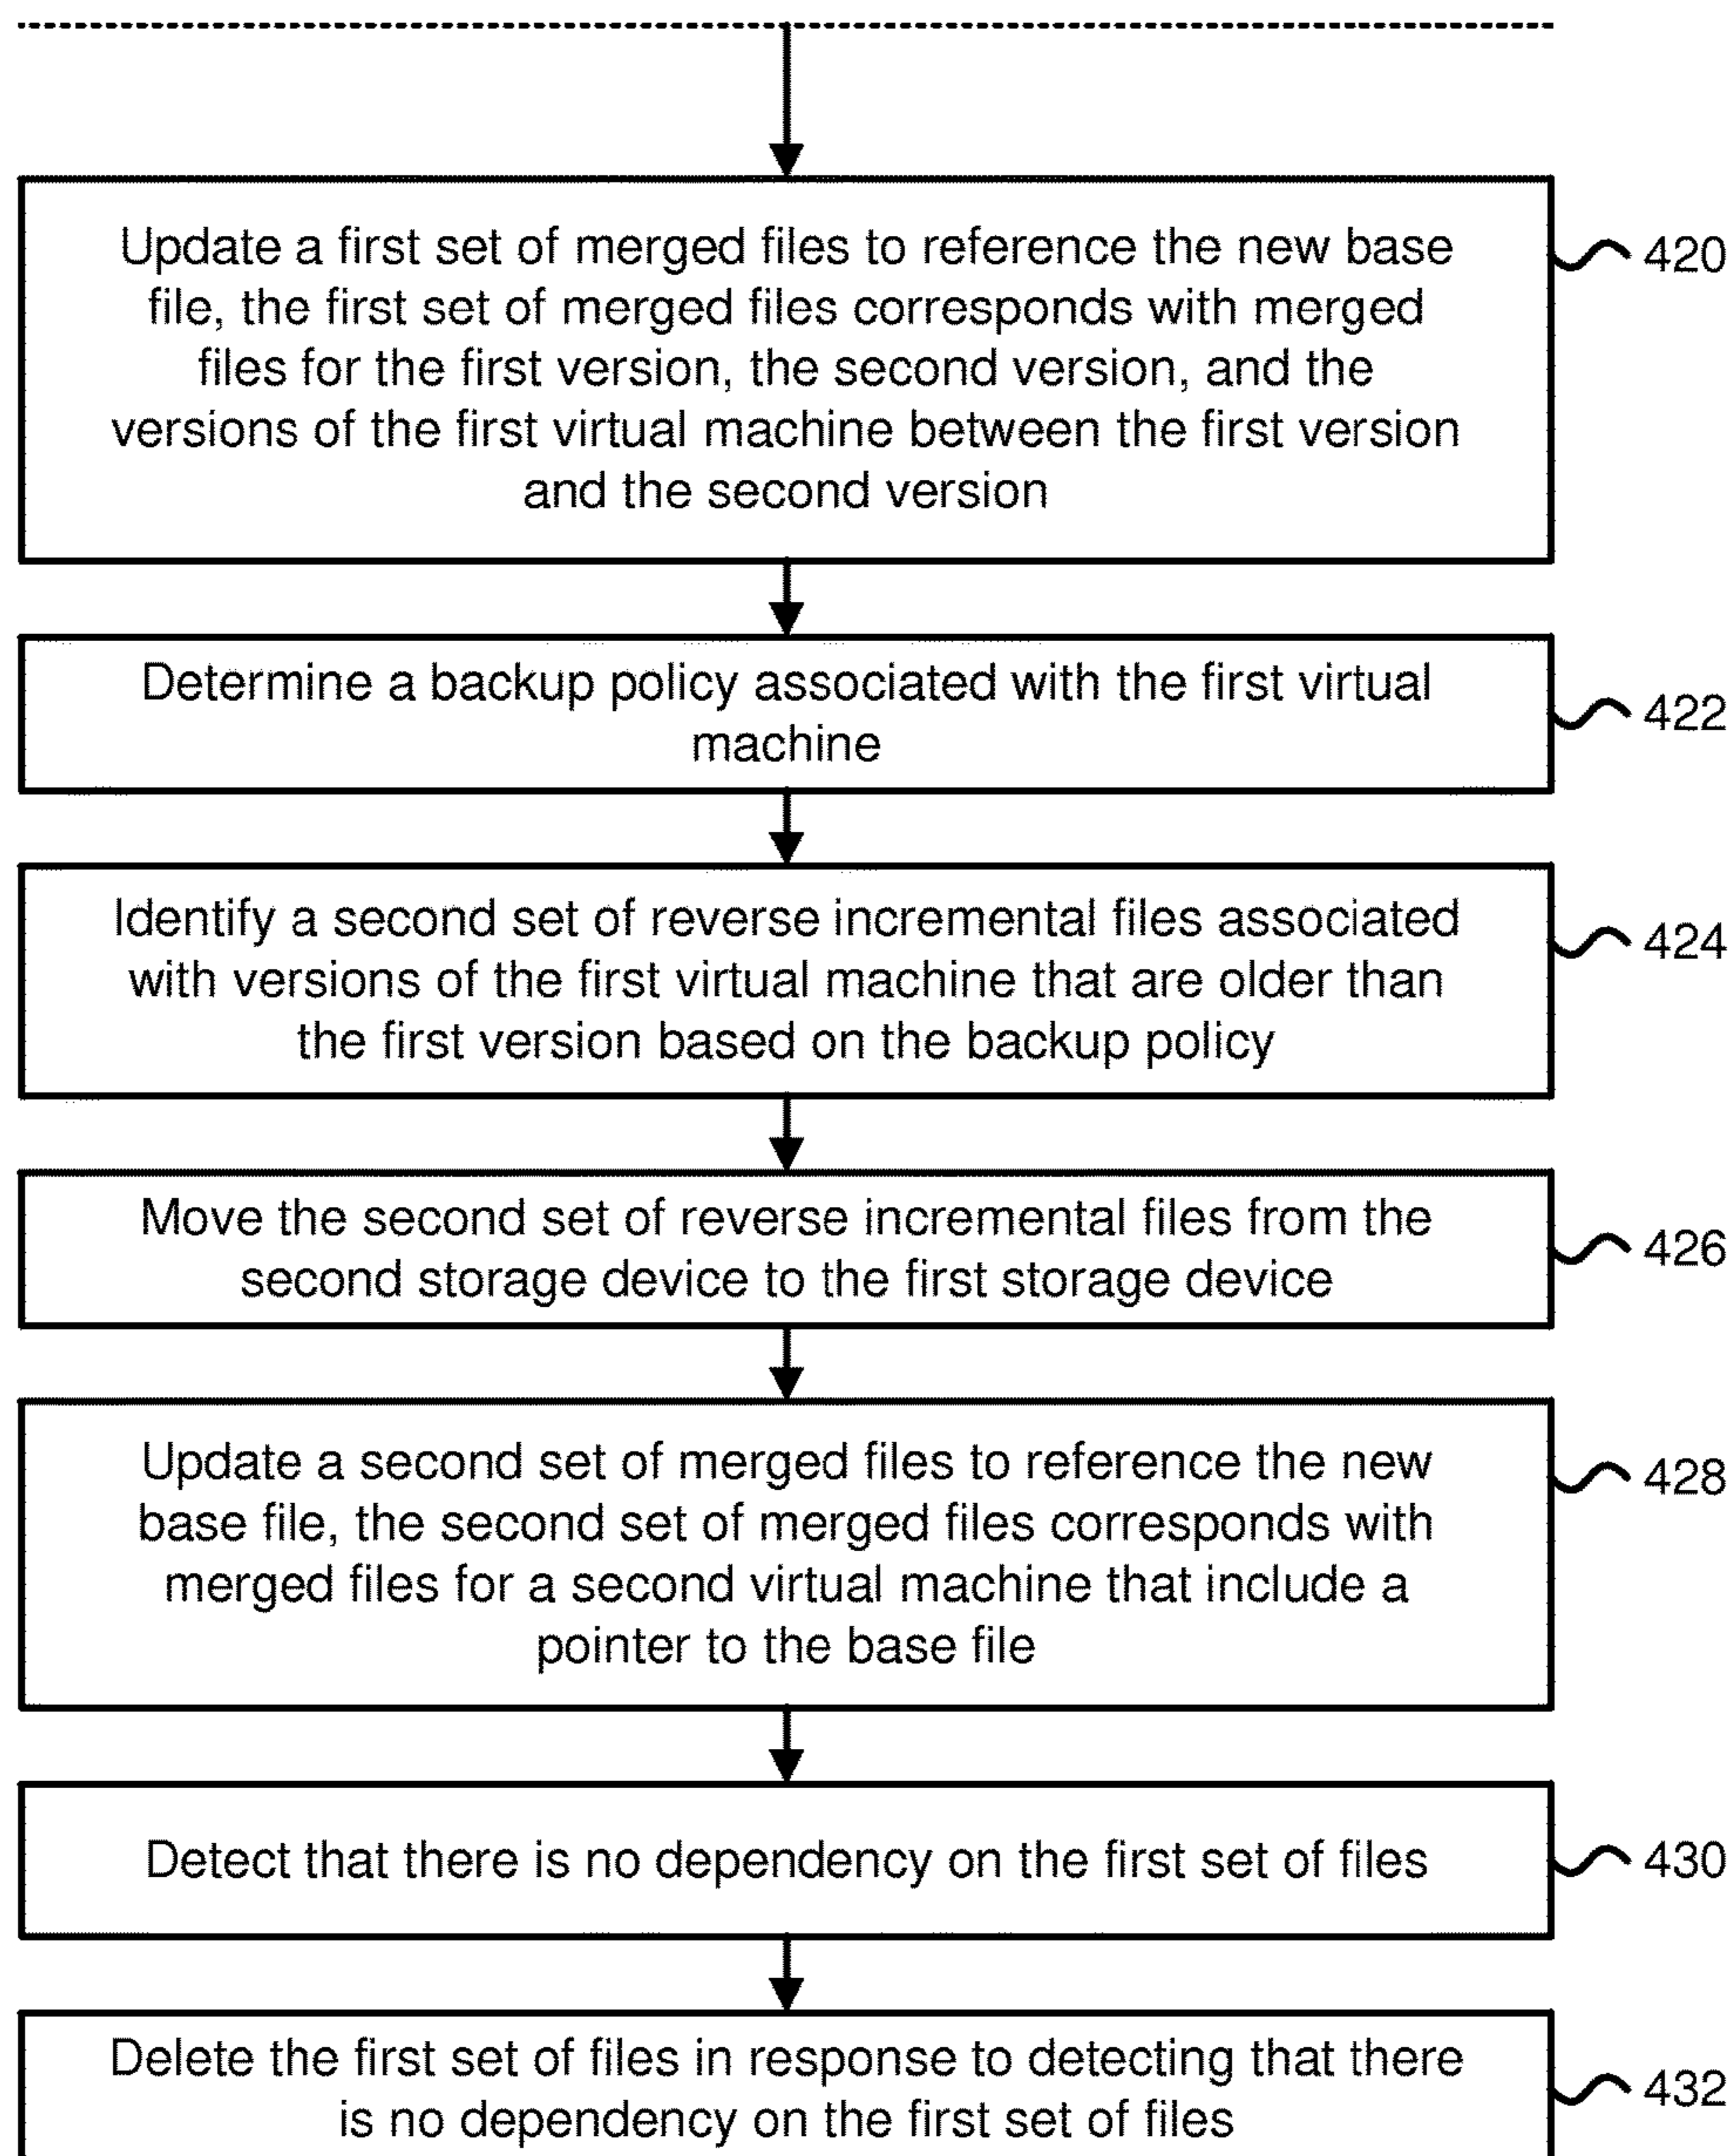 Update a first set of merged files to reference the new base
file, the first set of merged files corresponds with merged
files for the first version, the second version, and the
versions of the first virtual machine between the first version
and the second version
420
Determine a backup policy associated with the first virtual
machine
422
Identify a second set of reverse incremental files associated
with versions of the first virtual machine that are older than
the first version based on the backup policy
424
Move the second set of reverse incremental files from the
second storage device to the first storage device
426
Update a second set of merged files to reference the new
base file, the second set of merged files corresponds with
merged files for a second virtual machine that include a
pointer to the base file
428
Detect that there is no dependency on the first set of files
430
Delete the first set of files in response to detecting that there
is no dependency on the first set of files
432